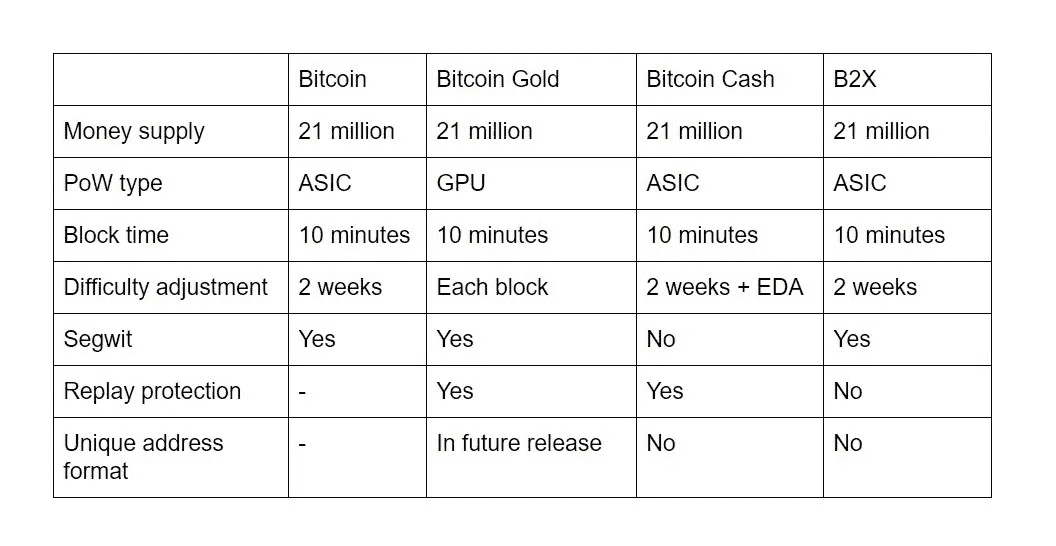 Bitcoin Bitcoin Gold Bitcoin Cash B2X
Money supply 21 million 21 million 21 million 21 million
PoW type ASIC GPU ASIC ASIC
Block time 10 minutes 10 minutes 10 minutes 10 minutes
Difficulty adjustment 2 weeks Each block 2 weeks + EDA 2 weeks
Segwit Yes Yes No Yes
Replay protection - Yes Yes No
Unique address - In future release No No
format